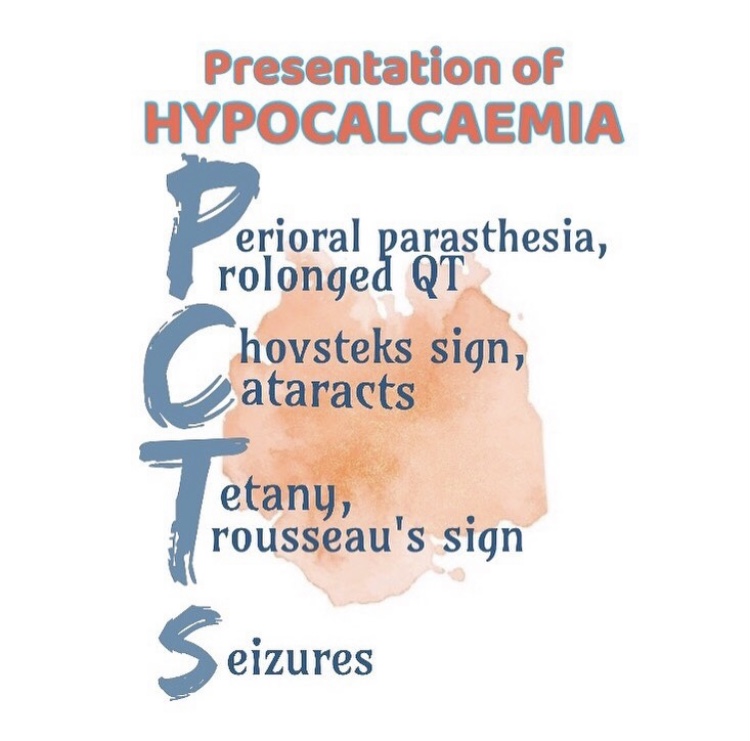 Presentation of
HYPOCALCAEMIA
Perioral parasthesia,
Prolonged QT
Chovsteks sign,
Cataracts
Tetany,
Trousseau's sign
Seizures